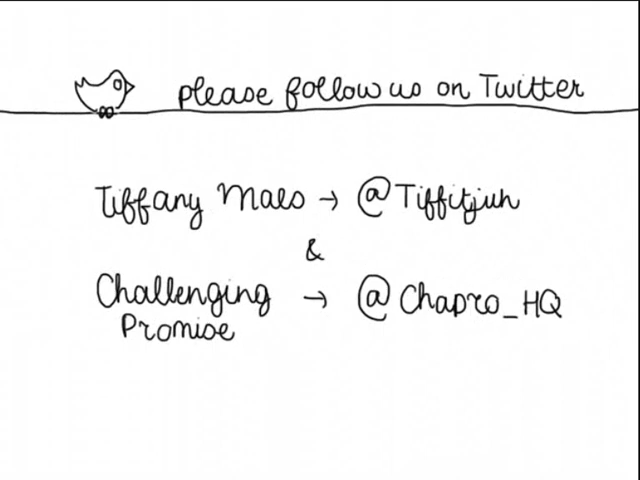 please follow us on Twitter
Tiffany Maes → @Tiffitjuh
&
Challenging → @Chapro_HQ
Promise